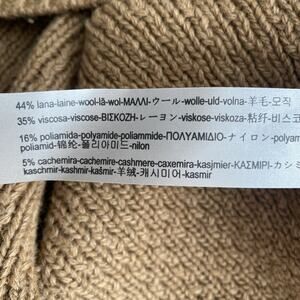 44% lana-laine-wool-lã-wol-ΜΑΛΛΙ-ウール-wolle-uld-volna-羊毛-모직
35% viscosa-viscose-ΒΙΣΚΟΖΗ-レーヨン-viskose-viskoza-粘纤-비스코
16% poliamida-polyamide-poliammide-ΠΟΛΥΑΜΙΔΙΟ-ナイロン-polyam
poliamid-锦纶-폴리아미드-nilon
5% cachemira-cachemire-cashmere-caxemira-kasjmier-ΚΑΣΜΙΡΙ-カシミ
kaschmir-kashmir-kašmir-羊绒-캐시미어-kasmir